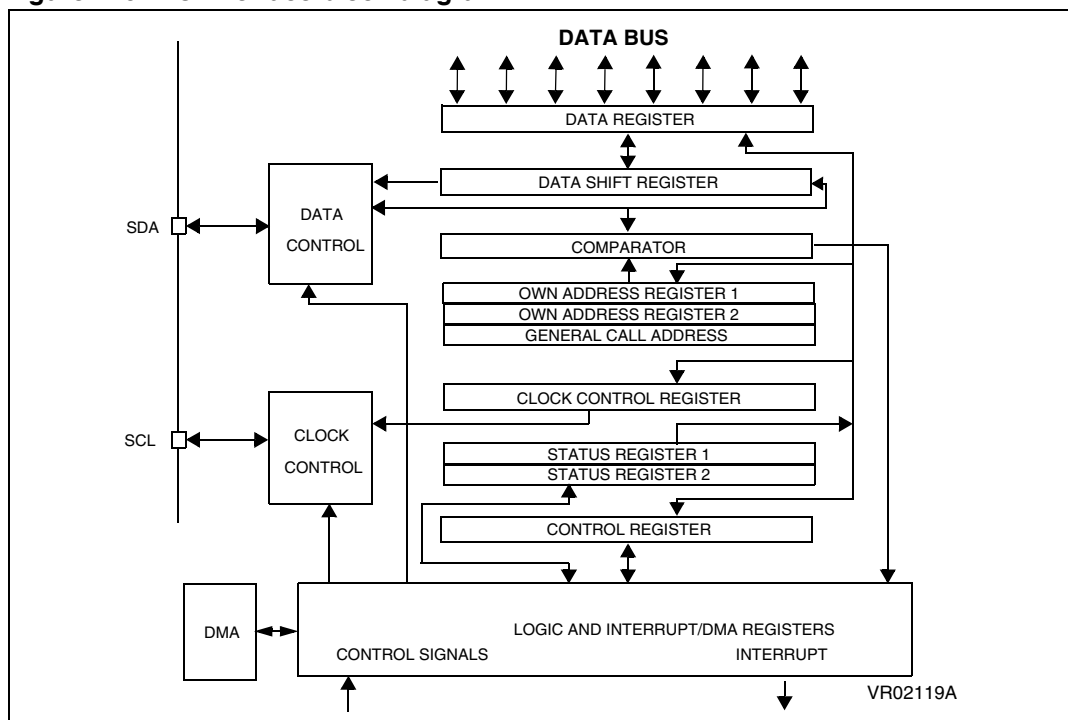 DATA BUS
DATA REGISTER
DATA SHIFT REGISTER
DATA
CONTROL
SDA
COMPARATOR
OWN ADDRESS REGISTER 1
OWN ADDRESS REGISTER 2
GENERAL CALL ADDRESS
CLOCK CONTROL REGISTER
SCL
CLOCK
CONTROL
STATUS REGISTER 1
STATUS REGISTER 2
CONTROL REGISTER
DMA
LOGIC AND INTERRUPT/DMA REGISTERS
CONTROL SIGNALS
INTERRUPT
VR02119A